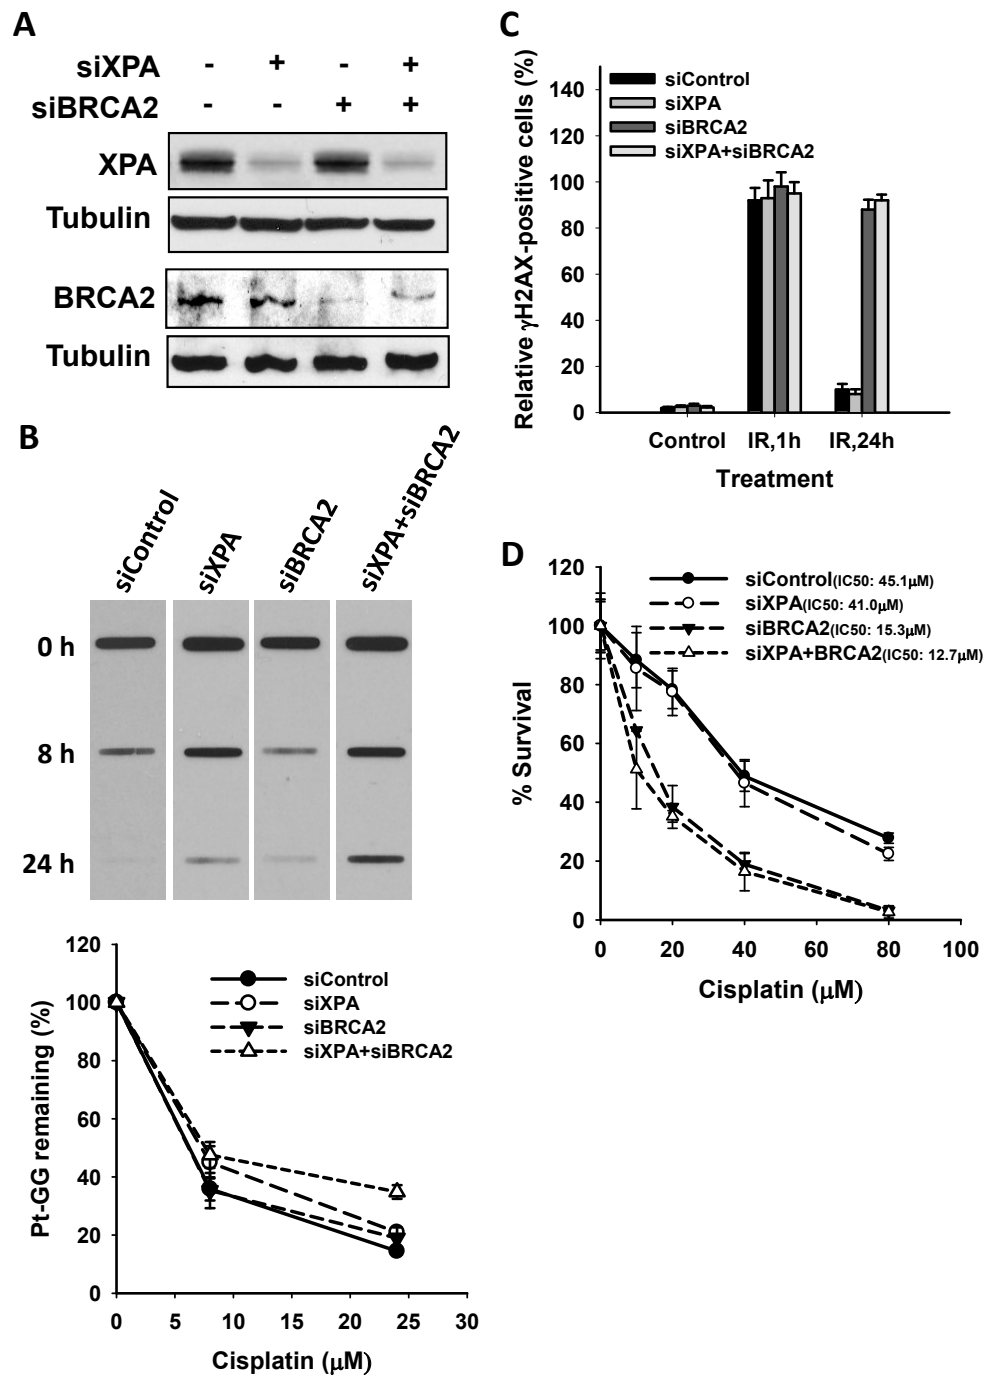 A
siXPA - + - +
siBRCA2 - - + +
XPA
Tubulin
BRCA2
Tubulin
B
siControl
siXPA
siBRCA2
siXPA+siBRCA2
0 h
8 h
24 h
120
100
80
60
40
20
0
Pt-GG remaining (%)
siControl
siXPA
siBRCA2
siXPA+siBRCA2
0 5 10 15 20 25 30
Cisplatin (μM)
C
Relative γH2AX-positive cells (%)
140
120
100
80
60
40
20
0
siControl
siXPA
siBRCA2
siXPA+siBRCA2
Control IR,1h IR,24h
Treatment
D
120
100
80
60
40
20
0
% Survival
siControl(IC50: 45.1μM)
siXPA(IC50: 41.0μM)
siBRCA2(IC50: 15.3μM)
siXPA+BRCA2(IC50: 12.7μM)
0 20 40 60 80 100
Cisplatin (μM)